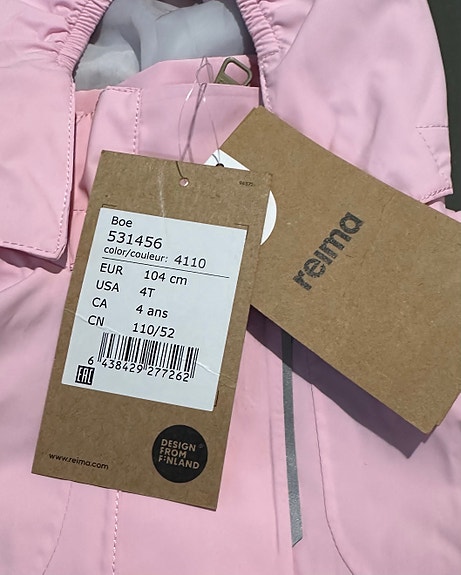 Boe
531456
color/couleur: 4110
EUR 104 cm
USA 4T
CA 4 ans
CN 110/52
6 438429 277262
EAC
www.reima.com
DESIGN
FROM
FINLAND
reima